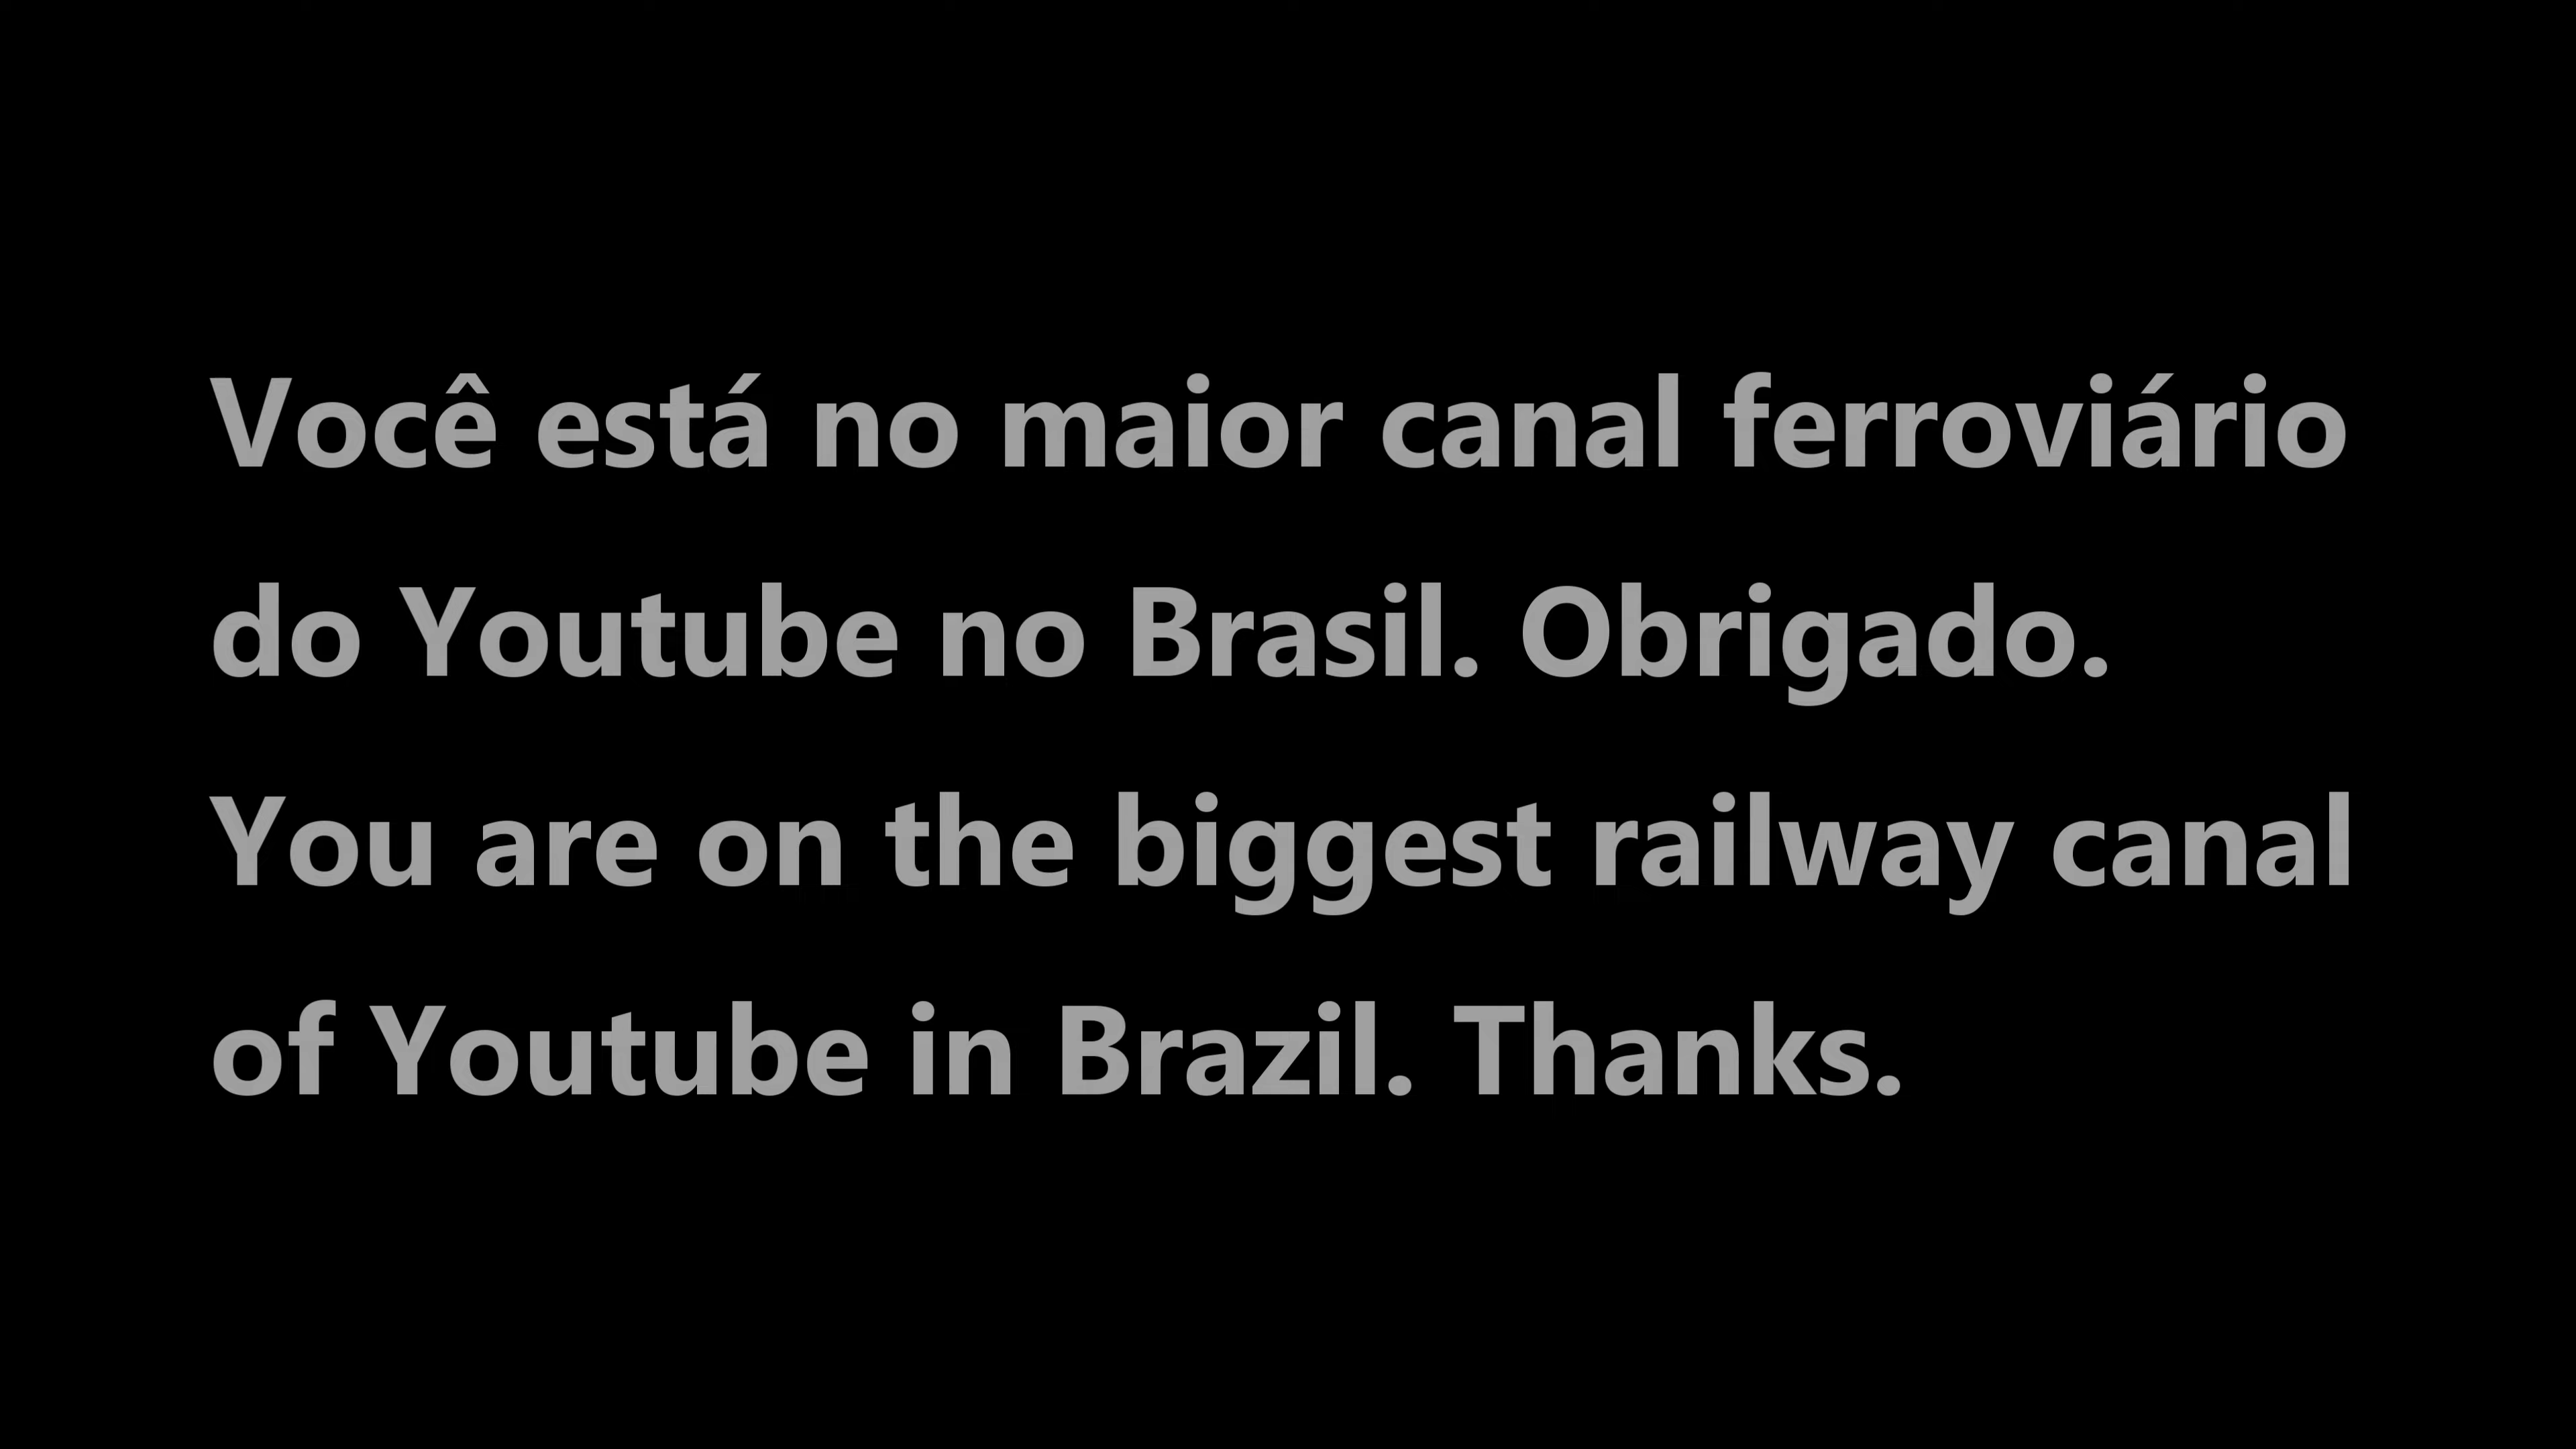 Você está no maior canal ferroviário
do Youtube no Brasil. Obrigado.
You are on the biggest railway canal
of Youtube in Brazil. Thanks.